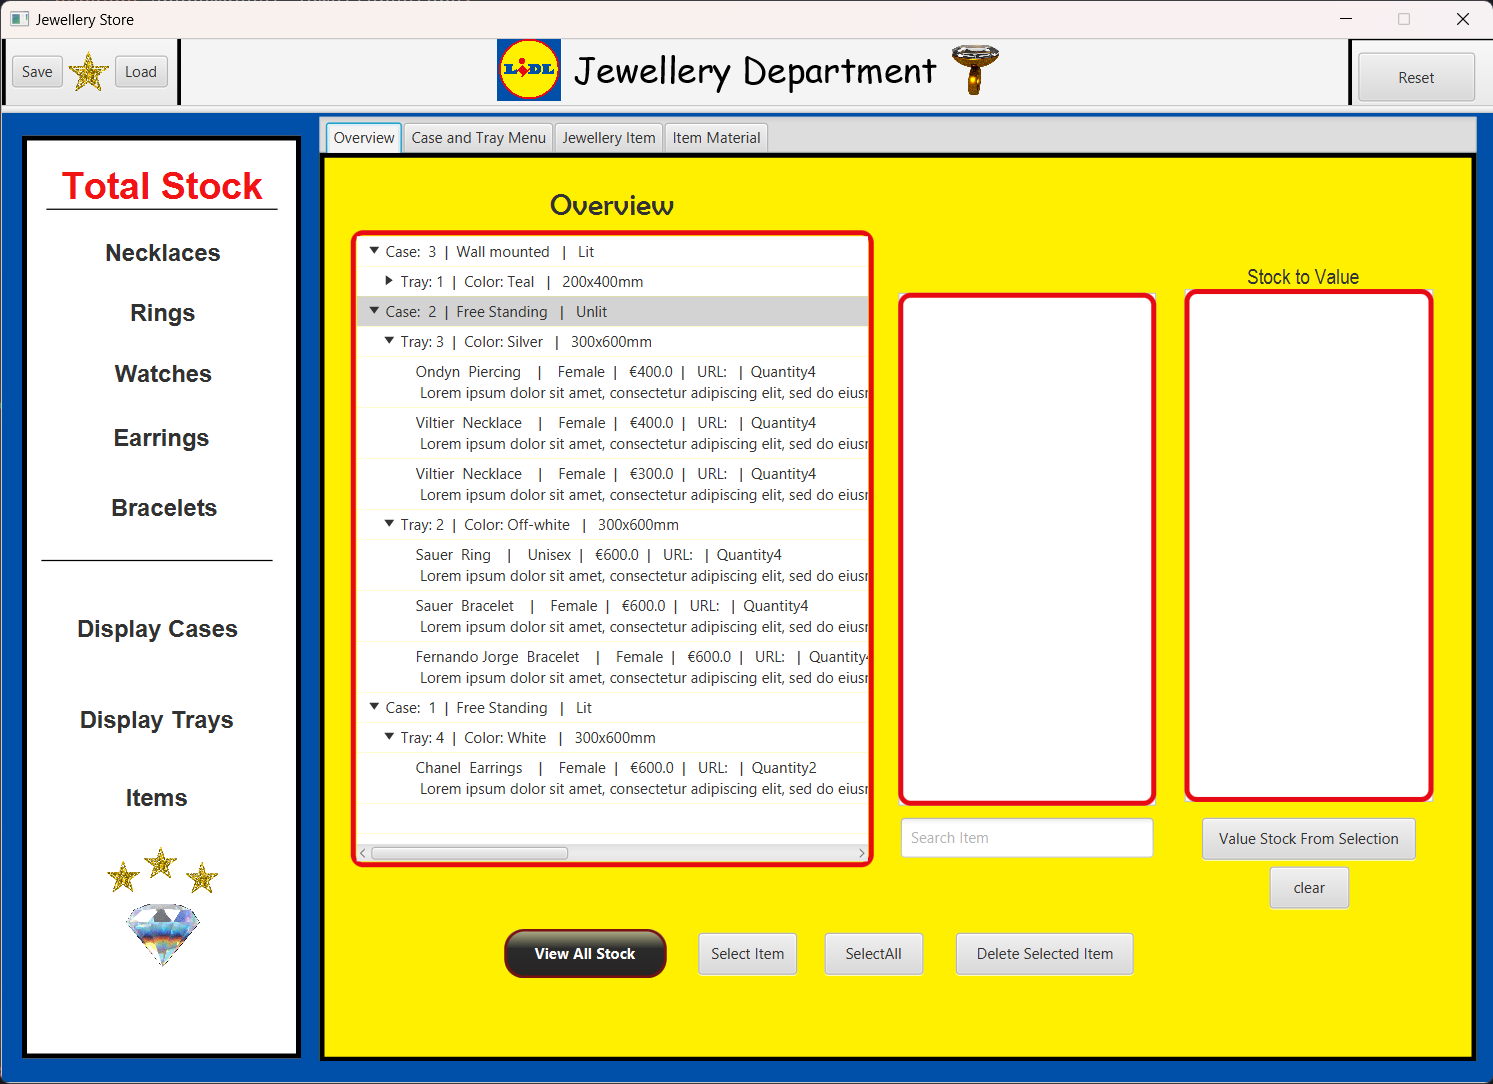 Jewellery Store
Save
Load
LiDL
Jewellery Department
Reset
Total Stock
Necklaces
Rings
Watches
Earrings
Bracelets
Display Cases
Display Trays
Items
Overview
Case and Tray Menu
Jewellery Item
Item Material
Overview
Case: 3 | Wall mounted | Lit
Tray: 1 | Color: Teal | 200x400mm
Case: 2 | Free Standing | Unlit
Tray: 3 | Color: Silver | 300x600mm
Ondyn Piercing | Female | €400.0 | URL: | Quantity4
Lorem ipsum dolor sit amet, consectetur adipiscing elit, sed do eiusr
Viltier Necklace | Female | €400.0 | URL: | Quantity4
Lorem ipsum dolor sit amet, consectetur adipiscing elit, sed do eiusr
Viltier Necklace | Female | €300.0 | URL: | Quantity4
Lorem ipsum dolor sit amet, consectetur adipiscing elit, sed do eiusr
Tray: 2 | Color: Off-white | 300x600mm
Sauer Ring | Unisex | €600.0 | URL: | Quantity4
Lorem ipsum dolor sit amet, consectetur adipiscing elit, sed do eiusr
Sauer Bracelet | Female | €600.0 | URL: | Quantity4
Lorem ipsum dolor sit amet, consectetur adipiscing elit, sed do eiusr
Fernando Jorge Bracelet | Female | €600.0 | URL: | Quantity4
Lorem ipsum dolor sit amet, consectetur adipiscing elit, sed do eiusr
Case: 1 | Free Standing | Lit
Tray: 4 | Color: White | 300x600mm
Chanel Earrings | Female | €600.0 | URL: | Quantity2
Lorem ipsum dolor sit amet, consectetur adipiscing elit, sed do eiusr
Search Item
Stock to Value
Value Stock From Selection
clear
View All Stock
Select Item
SelectAll
Delete Selected Item